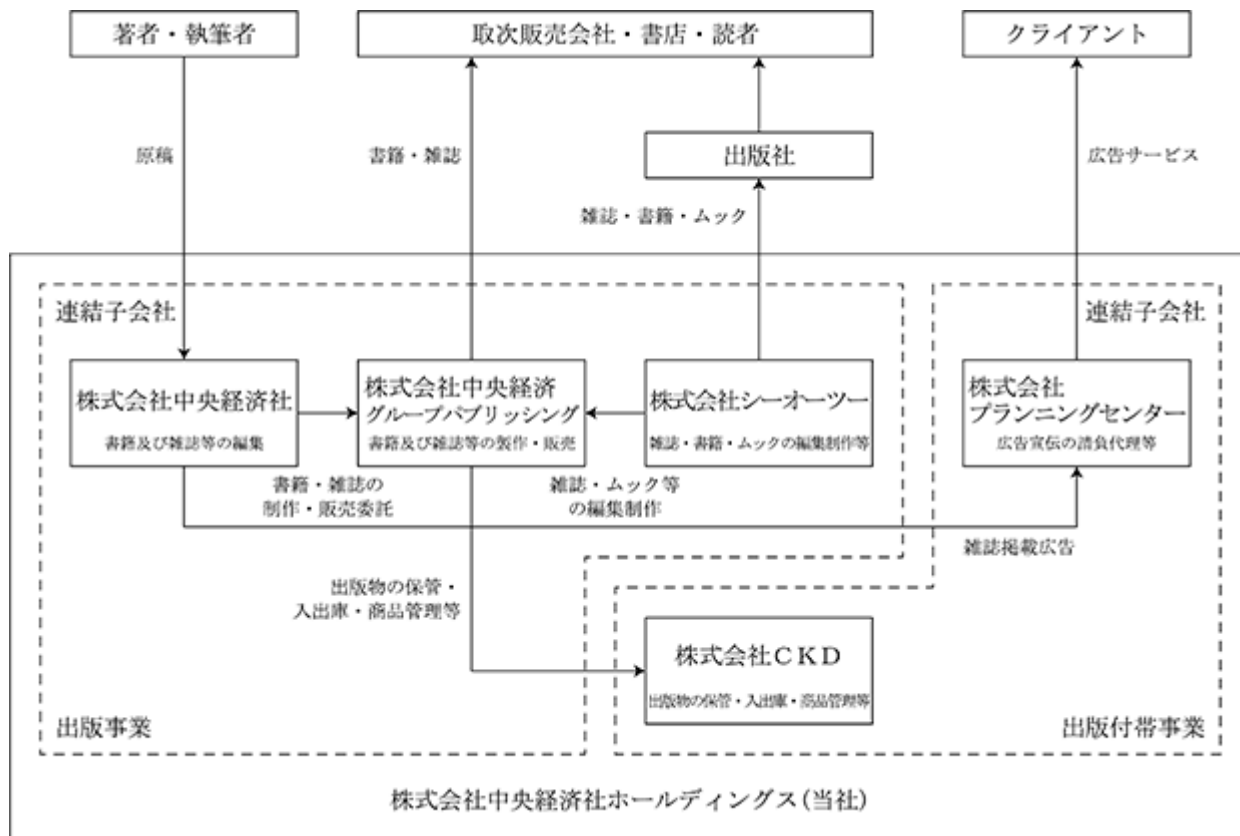 著者・執筆者
取次販売会社・書店・読者
クライアント
原稿
書籍・雑誌
出版社
広告サービス
雑誌・書籍・ムック
連結子会社
連結子会社
株式会社中央経済社
書籍及び雑誌等の編集
株式会社中央経済
グループパブリッシング
書籍及び雑誌等の製作・販売
株式会社シーオーツー
雑誌・書籍・ムックの編集制作等
株式会社
プランニングセンター
広告宣伝の請負代理等
書籍・雑誌の
制作・販売委託
雑誌・ムック等
の編集制作
雑誌掲載広告
出版物の保管・
入出庫・商品管理等
株式会社CKD
出版物の保管・入出庫・商品管理等
出版事業
出版付帯事業
株式会社中央経済社ホールディングス(当社)